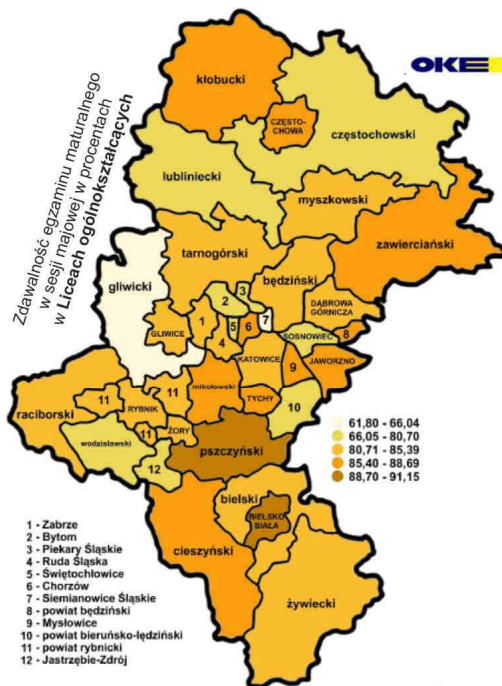 OKE
Zdawalność egzaminu maturalnego
w sesji majowej w procentach
w Liceach ogólnokształcących
kłobucki
CZĘSTO-
CHOWA
częstochowski
lubliniecki
myszkowski
zawierciański
tarnogórski
gliwicki
będziński
3
2
7
DĄBROWA
GÓRNICZA
1
5
6
SOSNOWIEC
8
GLIWICE
4
KATOWICE
9
JAWORZNO
11
11
mikołowski
TYCHY
10
raciborski
RYBNIK
11
ŻORY
wodzisławski
12
pszczyński
bielski
BIELSKO
BIAŁA
cieszyński
żywiecki
61,80 - 66,04
66,05 - 80,70
80,71 - 85,39
85,40 - 88,69
88,70 - 91,15
1 - Zabrze
2 - Bytom
3 - Piekary Śląskie
4 - Ruda Śląska
5 - Świętochłowice
6 - Chorzów
7 - Siemianowice Śląskie
8 - powiat będziński
9 - Mysłowice
10 - powiat bieruńsko-lędziński
11 - powiat rybnicki
12 - Jastrzębie-Zdrój